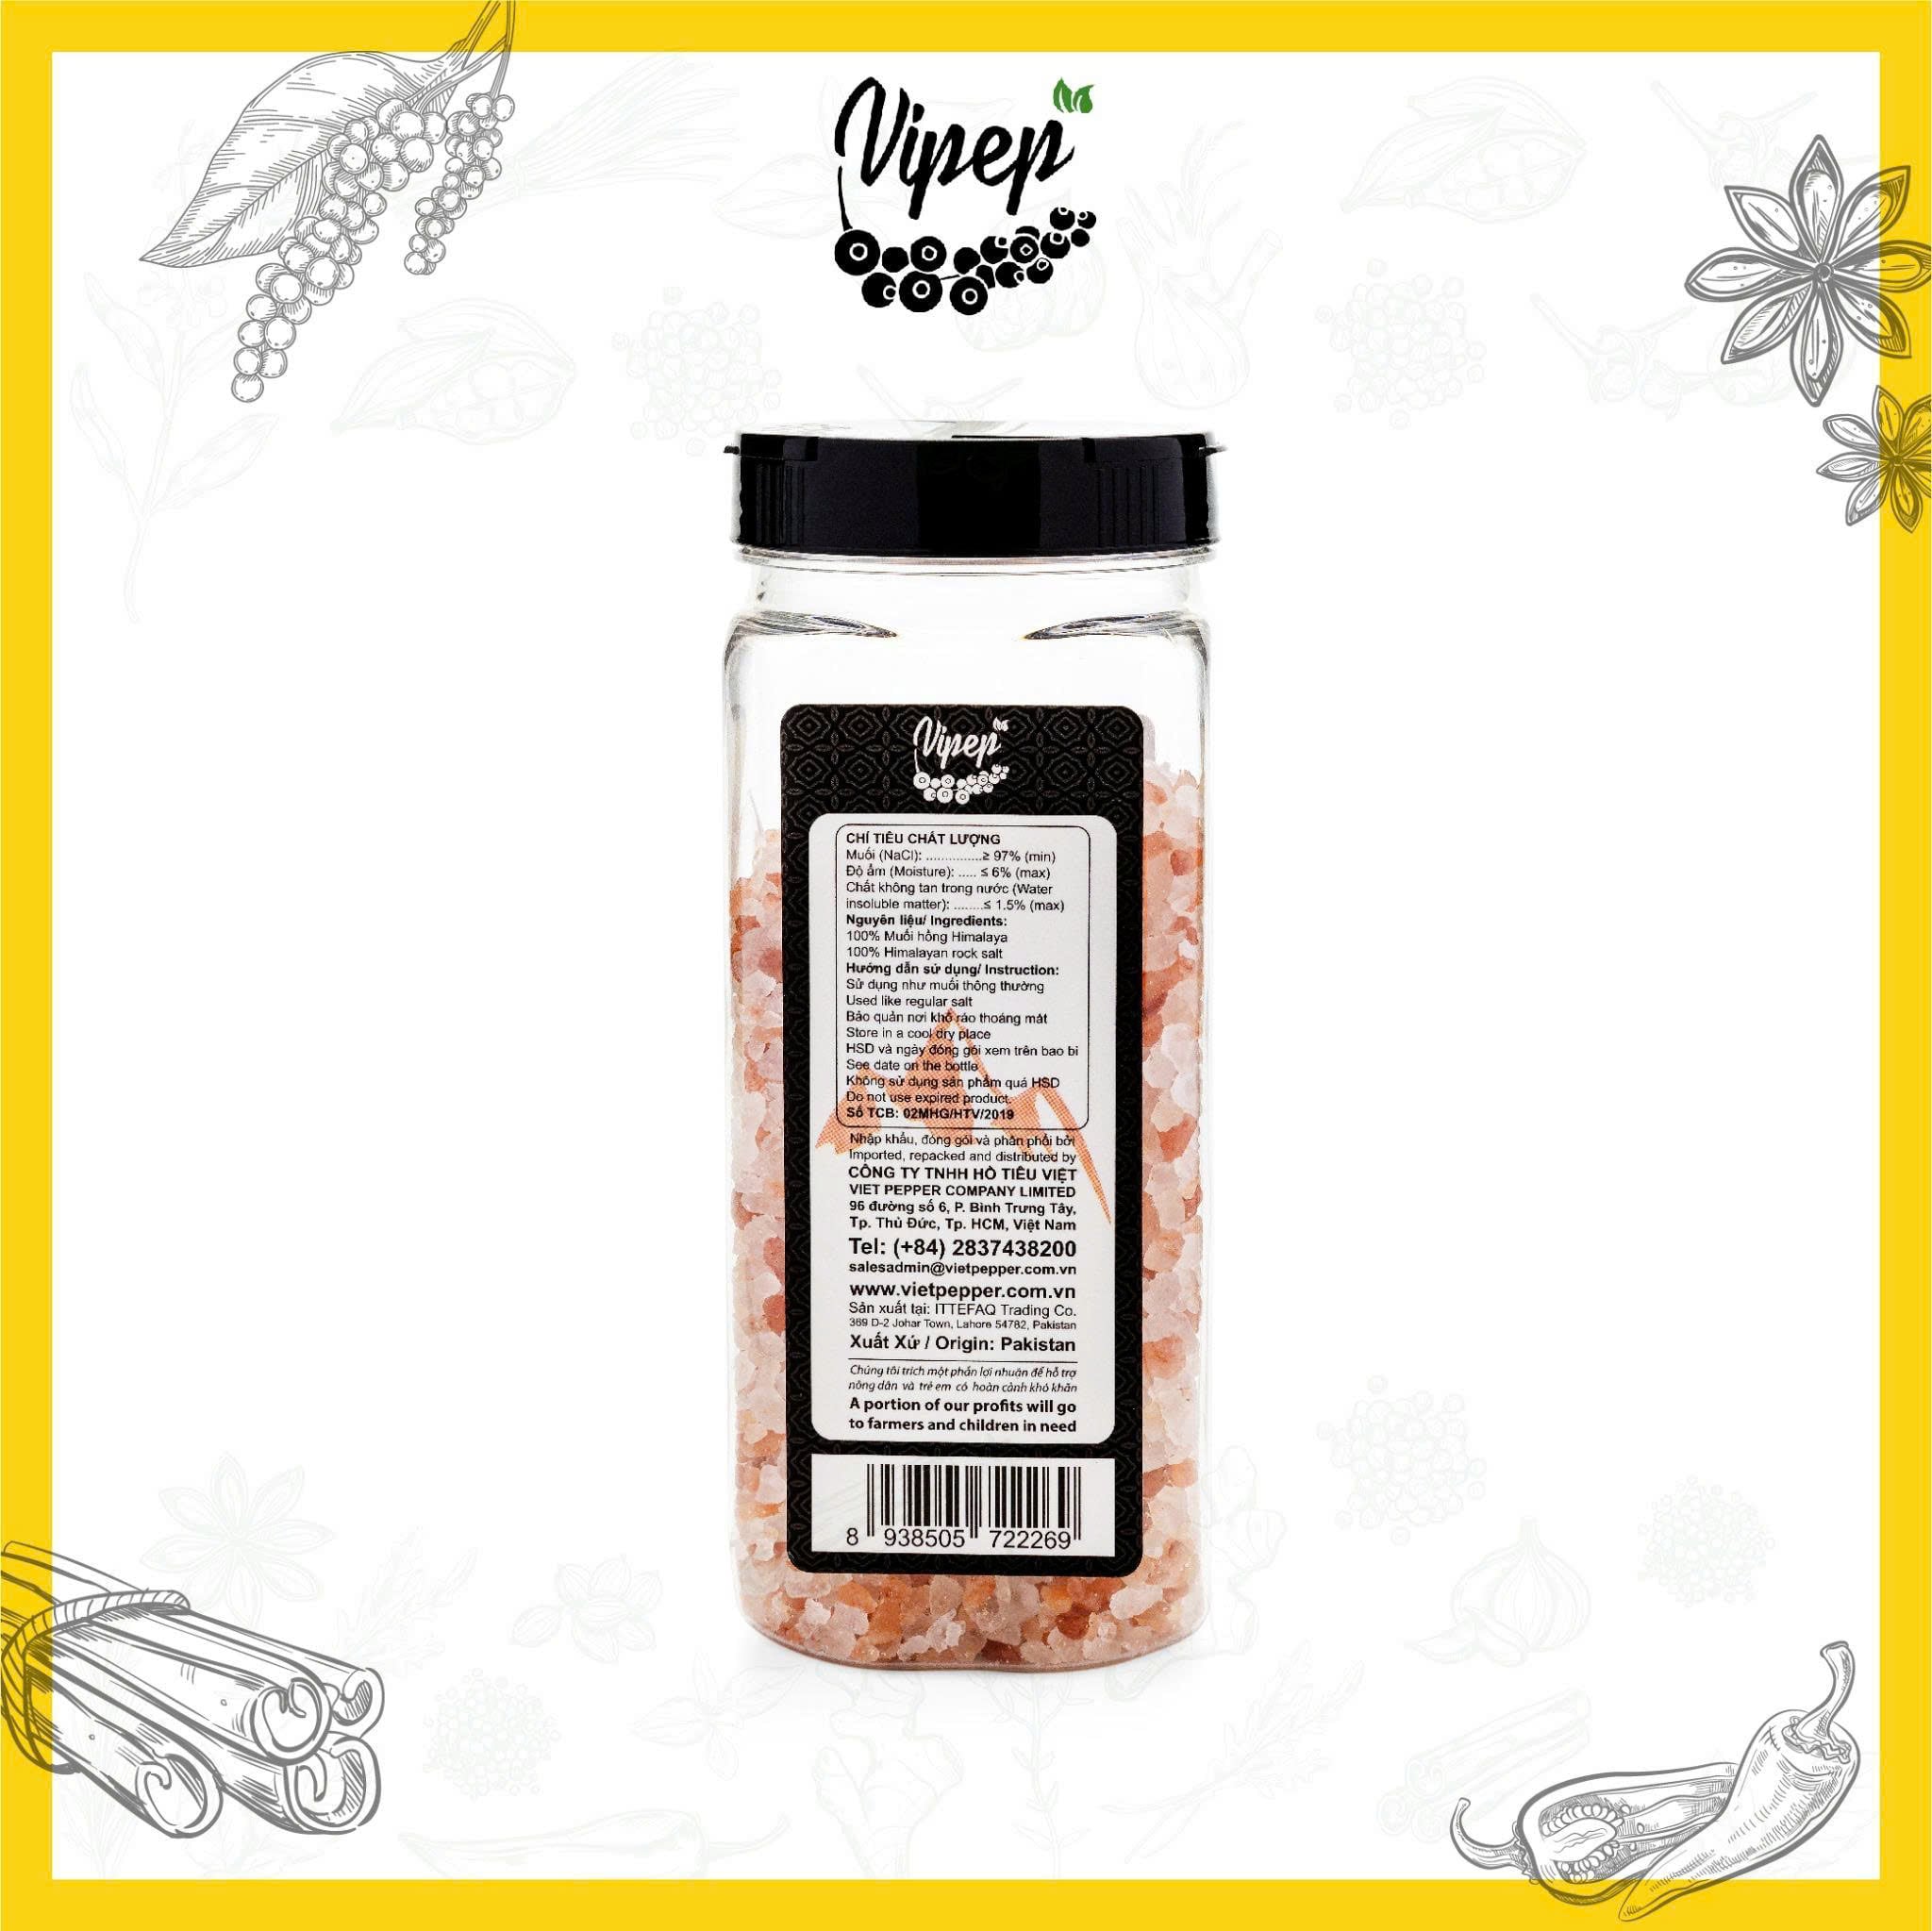 Vipep
Vipep
CHỈ TIÊU CHẤT LƯỢNG
Muối (NaCl): ...............≥ 97% (min)
Độ ẩm (Moisture): ..... ≤ 6% (max)
Chất không tan trong nước (Water
insoluble matter): ........≤ 1.5% (max)
Nguyên liệu/ Ingredients:
100% Muối hồng Himalaya
100% Himalayan rock salt
Hướng dẫn sử dụng/ Instruction:
Sử dụng như muối thông thường
Used like regular salt
Bảo quản nơi khô ráo thoáng mát
Store in a cool dry place
HSD và ngày đóng gói xem trên bao bì
See date on the bottle
Không sử dụng sản phẩm quá HSD
Do not use expired product.
Số TCB: 02MHG/HTV/2019
Nhập khẩu, đóng gói và phân phối bởi
Imported, repacked and distributed by
CÔNG TY TNHH HỒ TIÊU VIỆT
VIET PEPPER COMPANY LIMITED
96 đường số 6, P. Bình Trưng Tây,
Tp. Thủ Đức, Tp. HCM, Việt Nam
Tel: (+84) 2837438200
salesadmin@vietpepper.com.vn
www.vietpepper.com.vn
Sản xuất tại: ITTEFAQ Trading Co.
369 D-2 Johar Town, Lahore 54782, Pakistan
Xuất Xứ / Origin: Pakistan
Chúng tôi trích một phần lợi nhuận để hỗ trợ
nông dân và trẻ em có hoàn cảnh khó khăn
A portion of our profits will go
to farmers and children in need
8 938505 722269